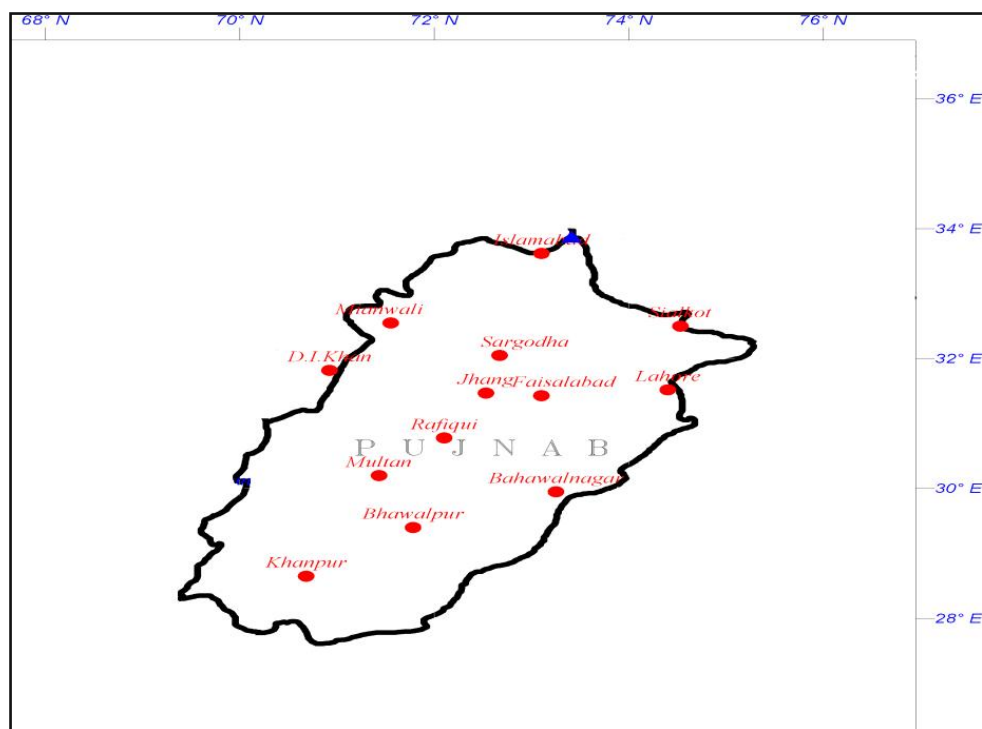 68° N 70° N 72° N 74° N 76° N
36° E
34° E
Islamabad
Mianwali
Sialkot
Sargodha
D.I.Khan
32° E
Jhang Faisalabad Lahore
Rafiqui
P U J N A B
Multan
Bahawalnagar
30° E
Bhawalpur
Khanpur
28° E